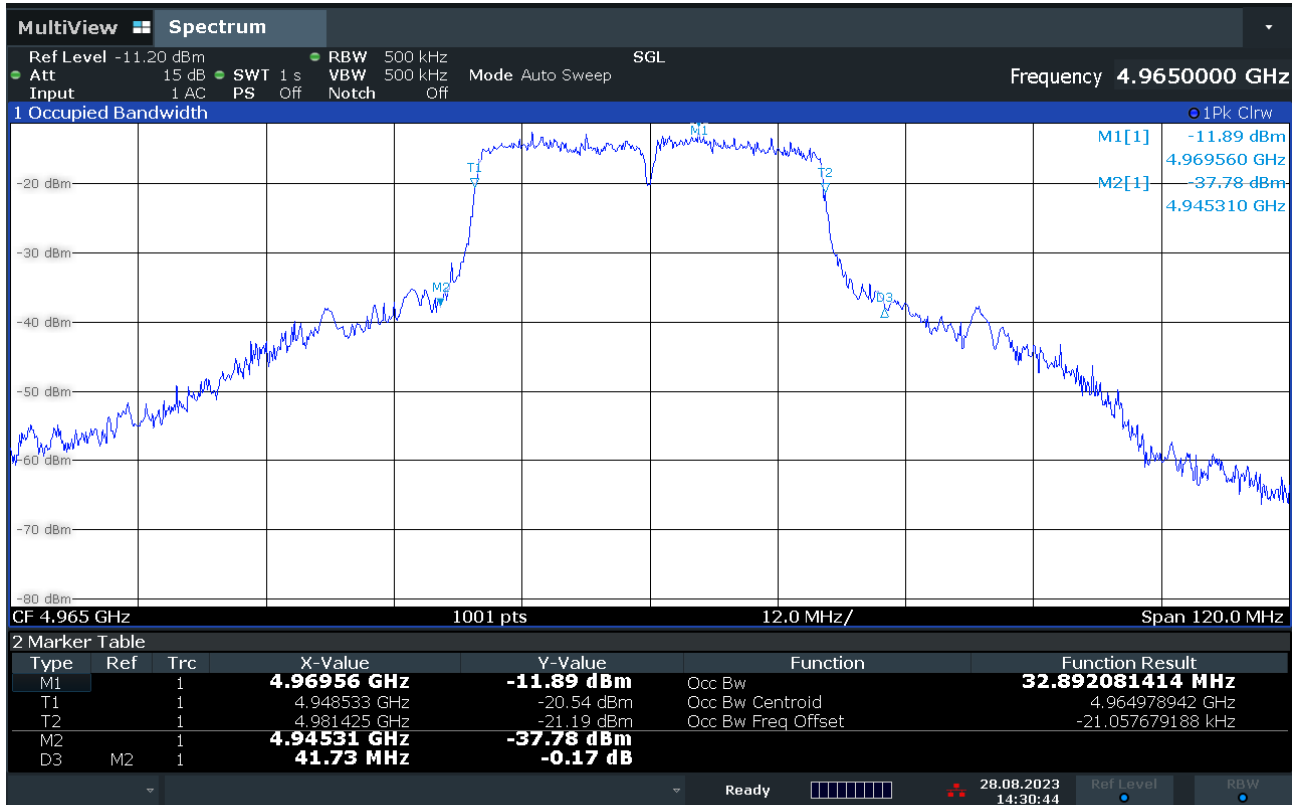 MultiView Spectrum
Ref Level -11.20 dBm RBW 500 kHz SGL
Att 15 dB SWT 1 s VBW 500 kHz Mode Auto Sweep Frequency 4.9650000 GHz
Input 1 AC PS Off Notch Off
1 Occupied Bandwidth 1Pk Clrw
M1[1] -11.89 dBm
4.969560 GHz
M2[1] -37.78 dBm
4.945310 GHz
M1
T1
T2
M2
D3
-20 dBm
-30 dBm
-40 dBm
-50 dBm
-60 dBm
-70 dBm
-80 dBm
CF 4.965 GHz 1001 pts 12.0 MHz/ Span 120.0 MHz
2 Marker Table
Type Ref Trc X-Value Y-Value Function Function Result
M1 1 4.96956 GHz -11.89 dBm Occ Bw 32.892081414 MHz
T1 1 4.948533 GHz -20.54 dBm Occ Bw Centroid 4.964978942 GHz
T2 1 4.981425 GHz -21.19 dBm Occ Bw Freq Offset -21.057679188 kHz
M2 1 4.94531 GHz -37.78 dBm
D3 M2 1 41.73 MHz -0.17 dB
Ready 28.08.2023 Ref Level RBW
14:30:44